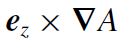 𝒆_z × ∇A